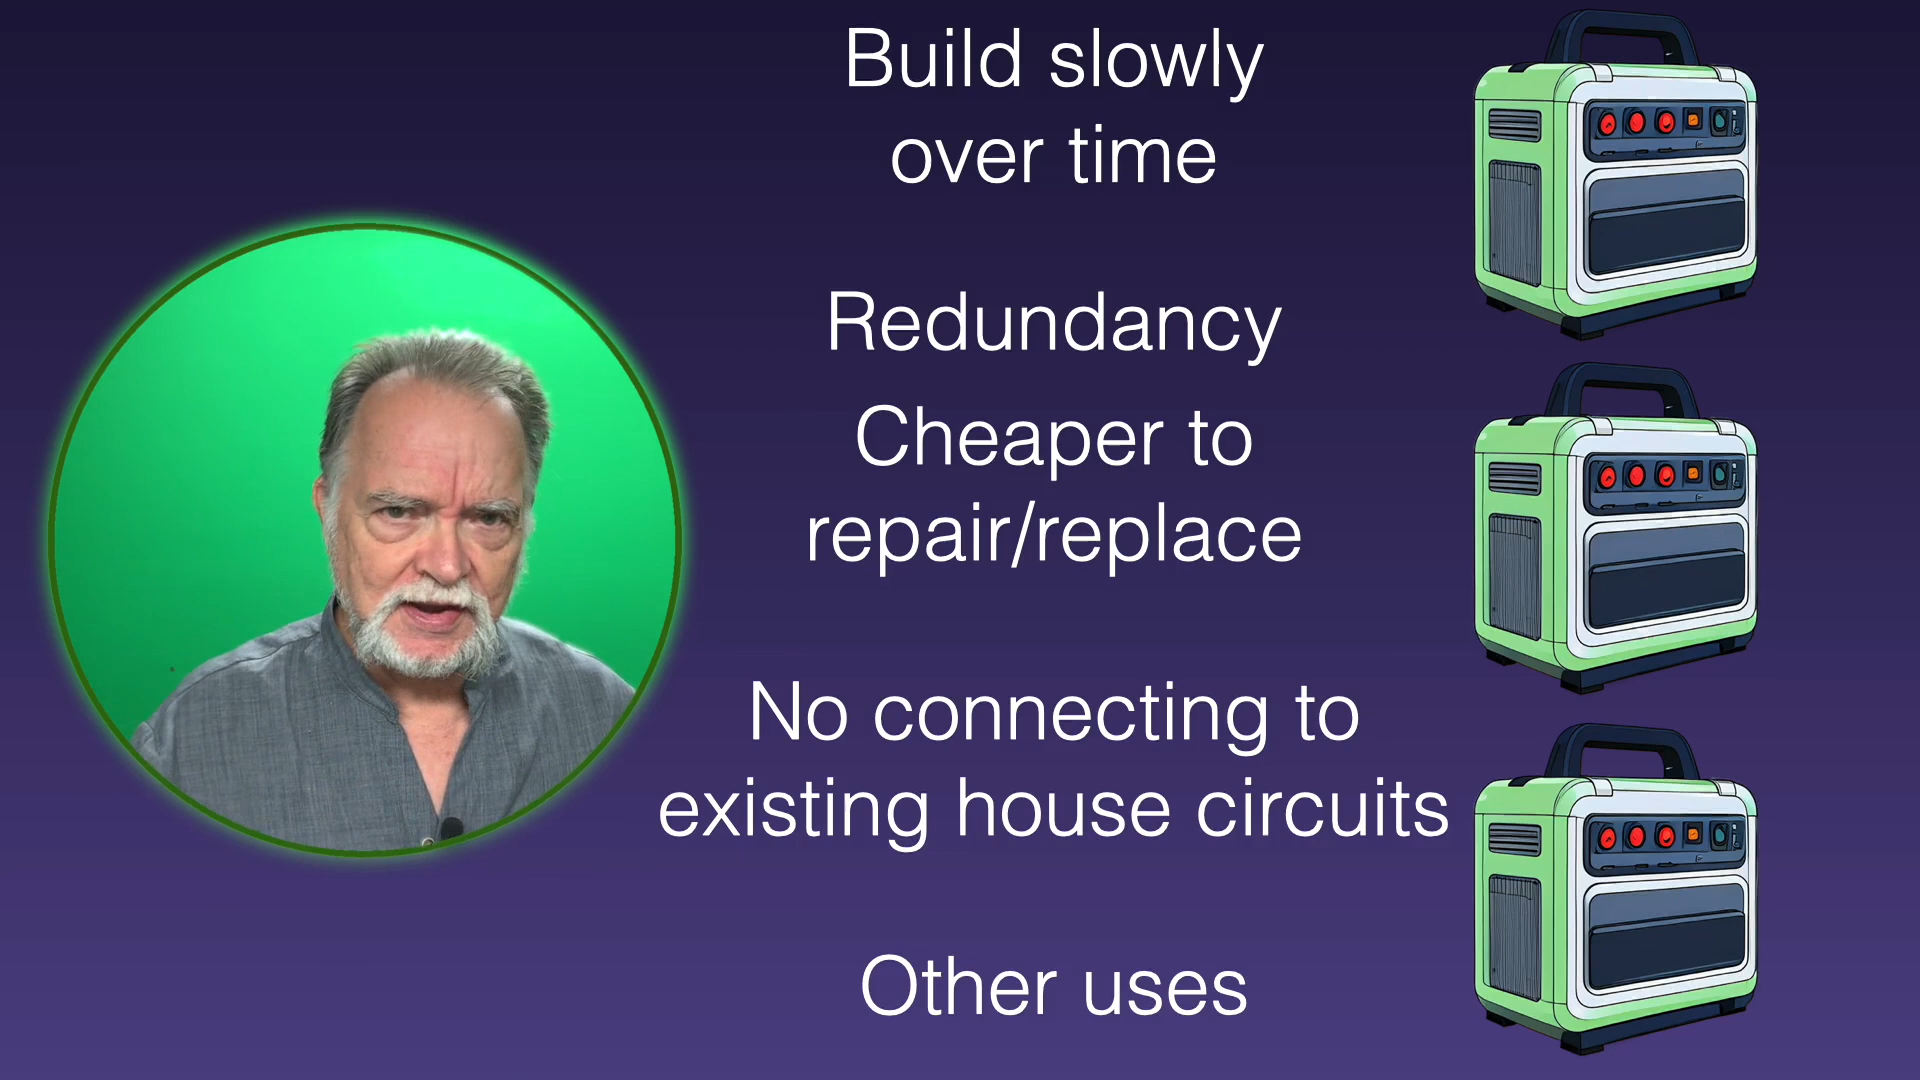 Build slowly
over time
Redundancy
Cheaper to
repair/replace
No connecting to
existing house circuits
Other uses